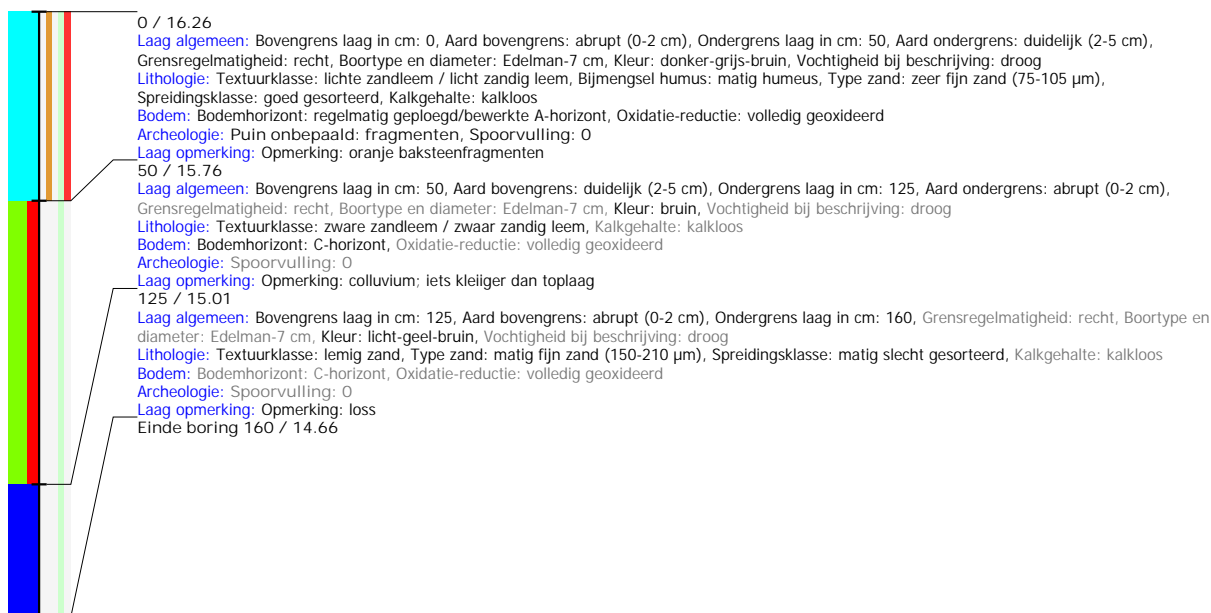 0 / 16.26
Laag algemeen: Bovengrens laag in cm: 0, Aard bovengrens: abrupt (0-2 cm), Ondergrens laag in cm: 50, Aard ondergrens: duidelijk (2-5 cm),
Grensregelmatigheid: recht, Boortype en diameter: Edelman-7 cm, Kleur: donker-grijs-bruin, Vochtigheid bij beschrijving: droog
Lithologie: Textuurklasse: lichte zandleem / licht zandig leem, Bijmengsel humus: matig humeus, Type zand: zeer fijn zand (75-105 µm),
Spreidingsklasse: goed gesorteerd, Kalkgehalte: kalkloos
Bodem: Bodemhorizont: regelmatig geploegd/bewerkte A-horizont, Oxidatie-reductie: volledig geoxideerd
Archeologie: Puin onbepaald: fragmenten, Spoorvulling: 0
Laag opmerking: Opmerking: oranje baksteenfragmenten
50 / 15.76
Laag algemeen: Bovengrens laag in cm: 50, Aard bovengrens: duidelijk (2-5 cm), Ondergrens laag in cm: 125, Aard ondergrens: abrupt (0-2 cm),
Grensregelmatigheid: recht, Boortype en diameter: Edelman-7 cm, Kleur: bruin, Vochtigheid bij beschrijving: droog
Lithologie: Textuurklasse: zware zandleem / zwaar zandig leem, Kalkgehalte: kalkloos
Bodem: Bodemhorizont: C-horizont, Oxidatie-reductie: volledig geoxideerd
Archeologie: Spoorvulling: 0
Laag opmerking: Opmerking: colluvium; iets kleiiger dan toplaag
125 / 15.01
Laag algemeen: Bovengrens laag in cm: 125, Aard bovengrens: abrupt (0-2 cm), Ondergrens laag in cm: 160, Grensregelmatigheid: recht, Boortype en
diameter: Edelman-7 cm, Kleur: licht-geel-bruin, Vochtigheid bij beschrijving: droog
Lithologie: Textuurklasse: lemig zand, Type zand: matig fijn zand (150-210 µm), Spreidingsklasse: matig slecht gesorteerd, Kalkgehalte: kalkloos
Bodem: Bodemhorizont: C-horizont, Oxidatie-reductie: volledig geoxideerd
Archeologie: Spoorvulling: 0
Laag opmerking: Opmerking: loss
Einde boring 160 / 14.66